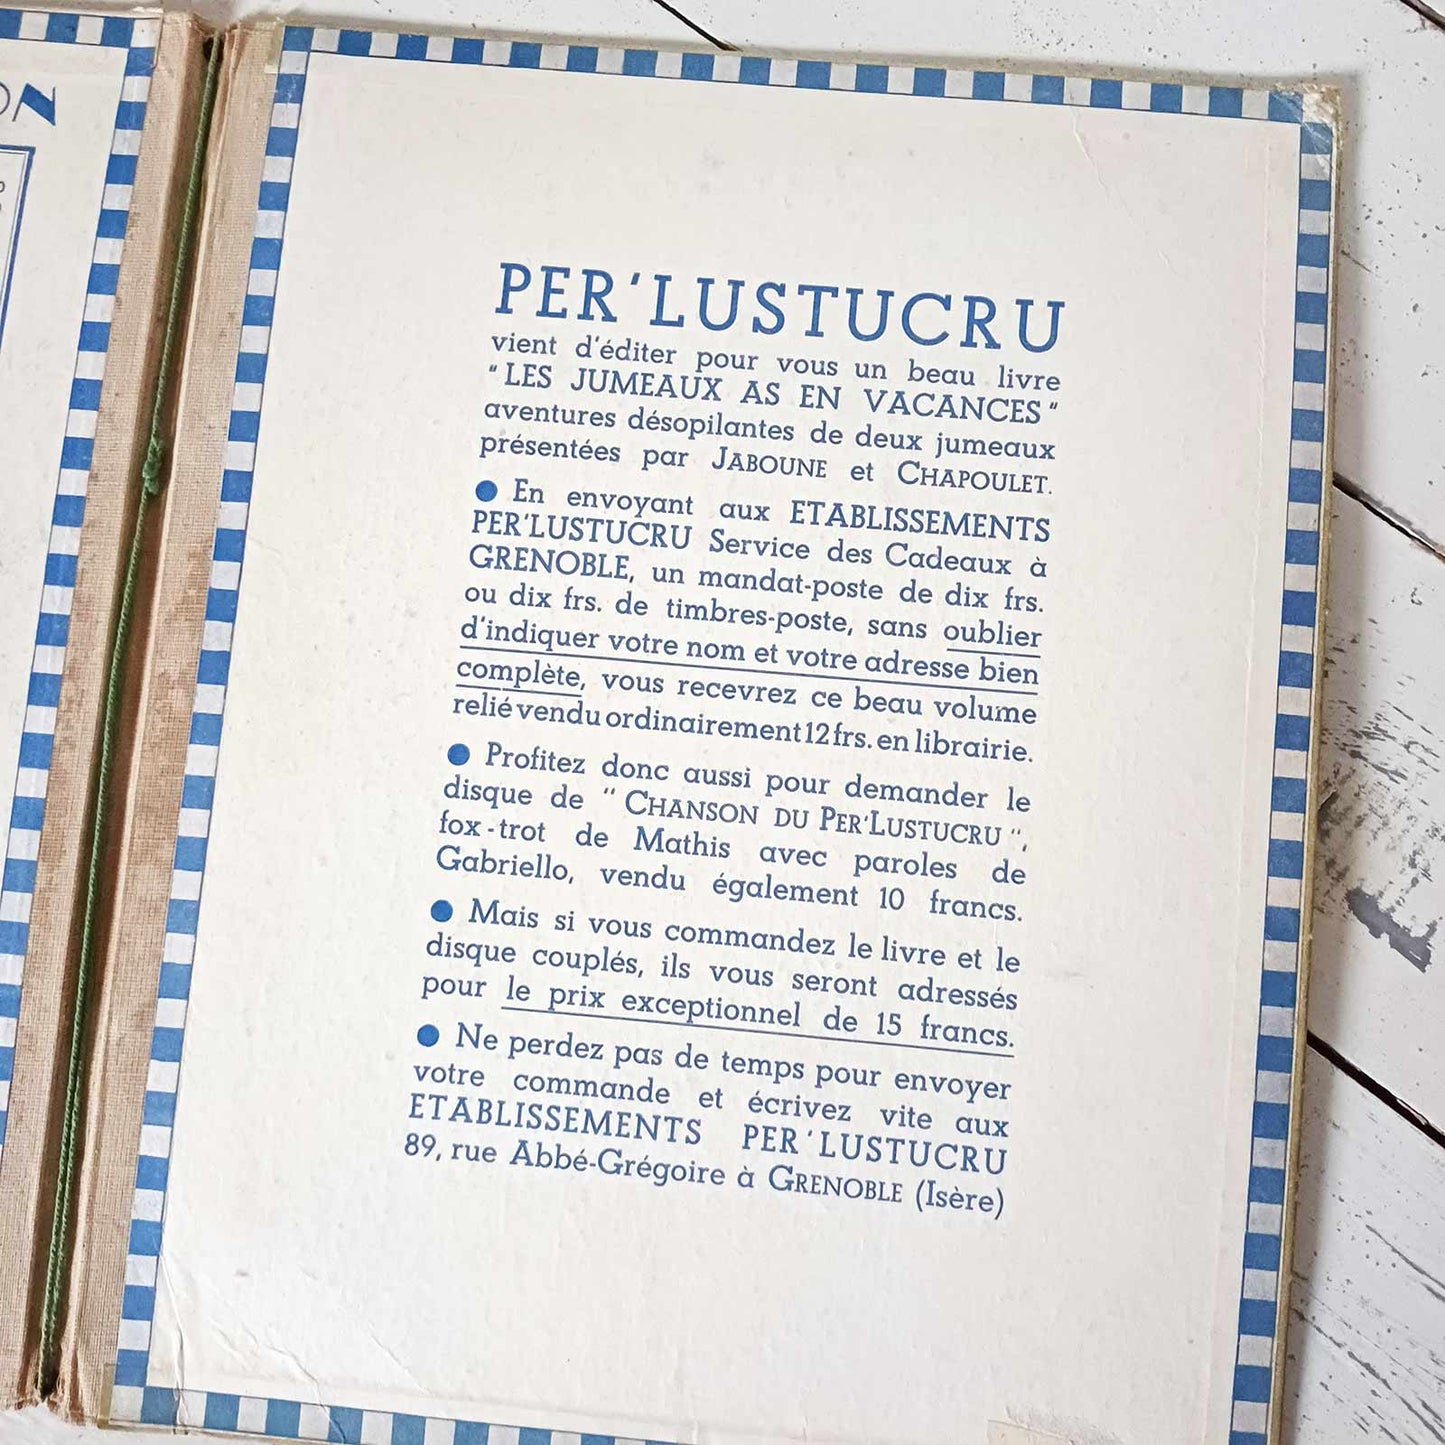 ON
PER'LUSTUCRU
vient d'éditer pour vous un beau livre
"LES JUMEAUX AS EN VACANCES"
aventures désopilantes de deux jumeaux
présentées par JABOUNE et CHAPOULET.
● En envoyant aux ETABLISSEMENTS
PER'LUSTUCRU Service des Cadeaux à
GRENOBLE, un mandat-poste de dix frs.
ou dix frs. de timbres-poste, sans oublier
d'indiquer votre nom et votre adresse bien
complète, vous recevrez ce beau volume
relié vendu ordinairement 12 frs. en librairie.
● Profitez donc aussi pour demander le
disque de "CHANSON DU PER'LUSTUCRU",
fox-trot de Mathis avec paroles de
Gabriello, vendu également 10 francs.
● Mais si vous commandez le livre et le
disque couplés, ils vous seront adressés
pour le prix exceptionnel de 15 francs.
● Ne perdez pas de temps pour envoyer
votre commande et écrivez vite aux
ETABLISSEMENTS PER'LUSTUCRU
89, rue Abbé-Grégoire à GRENOBLE (Isère)